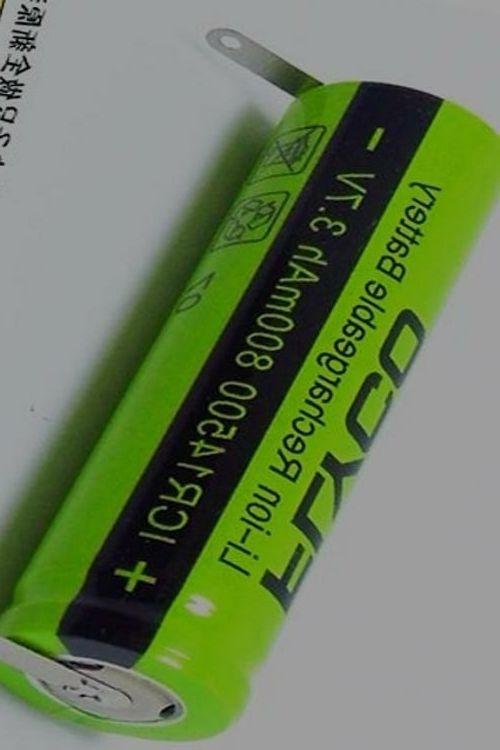 FLYCO
Li-ion Rechargeable Battery
+ ICR14500 800mAh 3.7V -